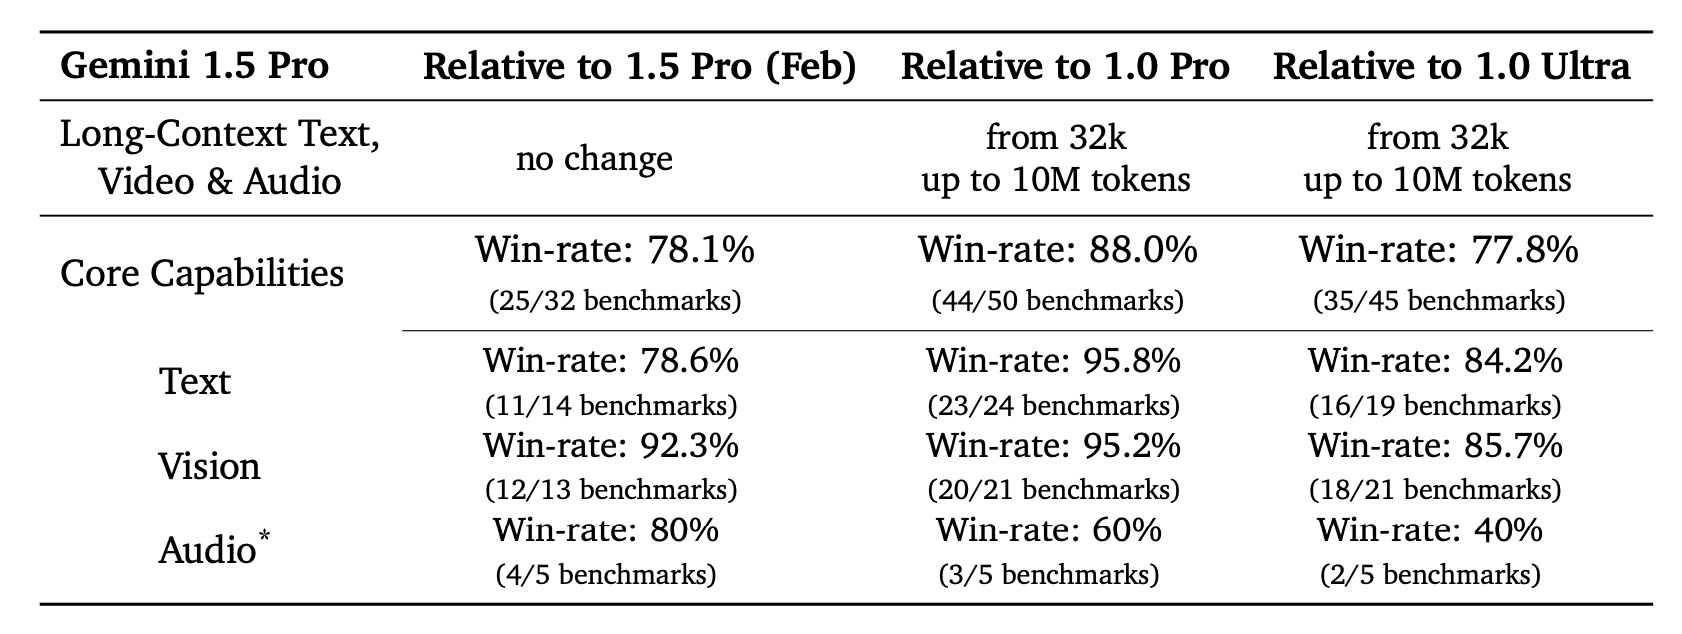 Gemini 1.5 Pro Relative to 1.5 Pro (Feb) Relative to 1.0 Pro Relative to 1.0 Ultra
Long-Context Text,
Video & Audio
no change
from 32k
up to 10M tokens
from 32k
up to 10M tokens
Core Capabilities
Win-rate: 78.1% Win-rate: 88.0% Win-rate: 77.8%
(25/32 benchmarks) (44/50 benchmarks) (35/45 benchmarks)
Text
Win-rate: 78.6% Win-rate: 95.8% Win-rate: 84.2%
(11/14 benchmarks) (23/24 benchmarks) (16/19 benchmarks)
Vision
Win-rate: 92.3% Win-rate: 95.2% Win-rate: 85.7%
(12/13 benchmarks) (20/21 benchmarks) (18/21 benchmarks)
Audio*
Win-rate: 80% Win-rate: 60% Win-rate: 40%
(4/5 benchmarks) (3/5 benchmarks) (2/5 benchmarks)